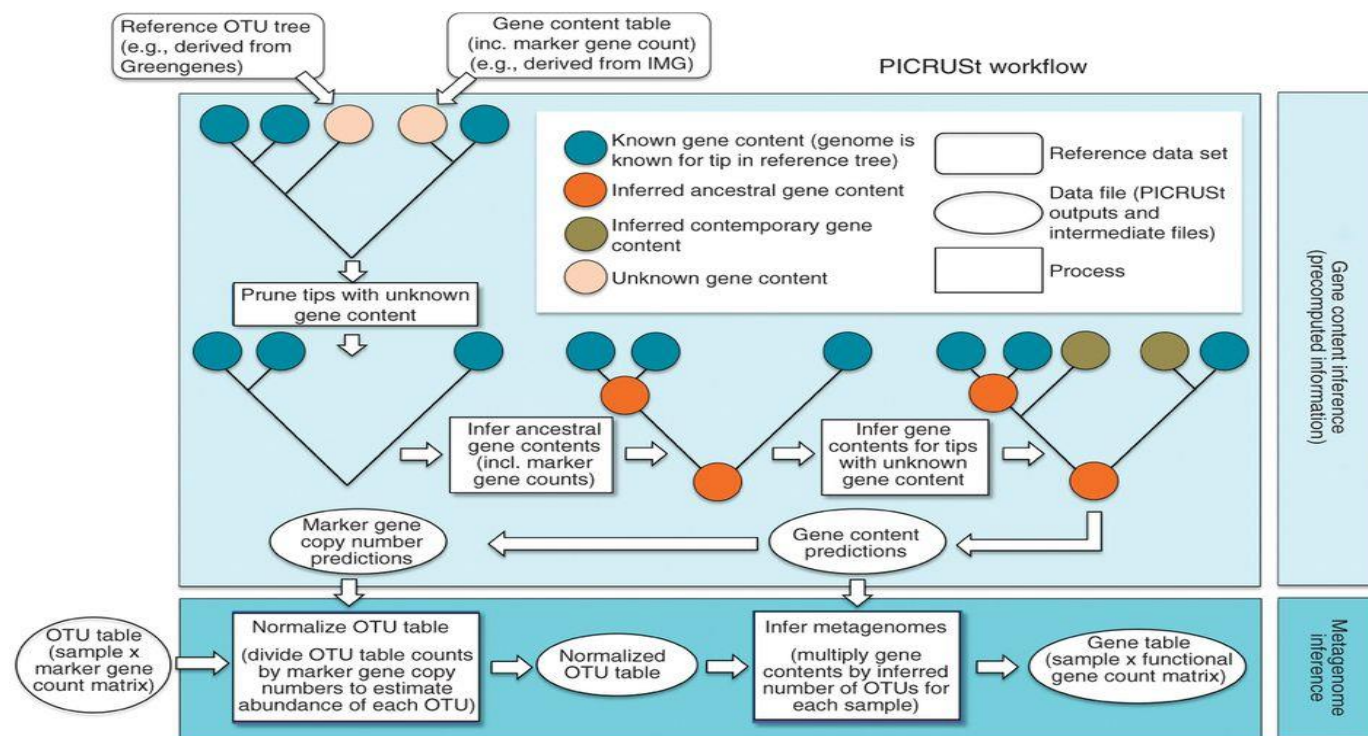 Reference OTU tree
(e.g., derived from
Greengenes)
Gene content table
(inc. marker gene count)
(e.g., derived from IMG)
PICRUSt workflow
Known gene content (genome is
known for tip in reference tree)
Inferred ancestral gene content
Inferred contemporary gene
content
Unknown gene content
Reference data set
Data file (PICRUSt
outputs and
intermediate files)
Process
Gene content inference
(precomputed information)
Prune tips with unknown
gene content
Infer ancestral
gene contents
(incl. marker
gene counts)
Infer gene
contents for tips
with unknown
gene content
Marker gene
copy number
predictions
Gene content
predictions
OTU table
(sample x
marker gene
count matrix)
Normalize OTU table
(divide OTU table counts
by marker gene copy
numbers to estimate
abundance of each OTU)
Normalized
OTU table
Infer metagenomes
(multiply gene
contents by inferred
number of OTUs for
each sample)
Gene table
(sample x functional
gene count matrix)
Metagenome
inference